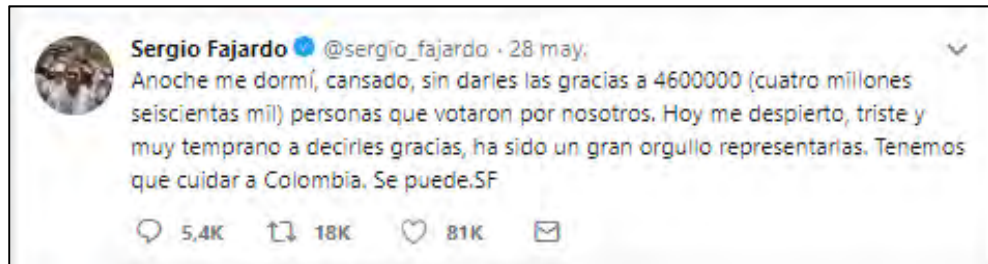 Sergio Fajardo @sergio_fajardo · 28 may.
Anoche me dormí, cansado, sin darles las gracias a 4600000 (cuatro millones
seiscientas mil) personas que votaron por nosotros. Hoy me despierto, triste y
muy temprano a decirles gracias, ha sido un gran orgullo representarlas. Tenemos
que cuidar a Colombia. Se puede.SF
5,4K 18K 81K